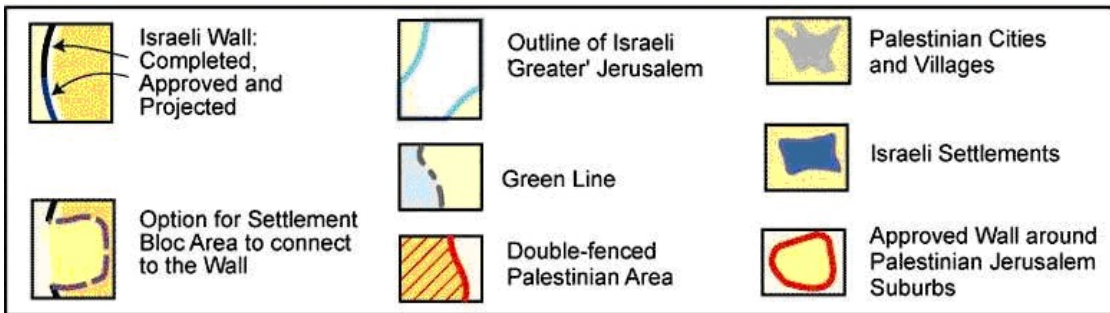 Israeli Wall:
Completed,
Approved and
Projected
Option for Settlement
Bloc Area to connect
to the Wall
Outline of Israeli
'Greater' Jerusalem
Green Line
Double-fenced
Palestinian Area
Palestinian Cities
and Villages
Israeli Settlements
Approved Wall around
Palestinian Jerusalem
Suburbs